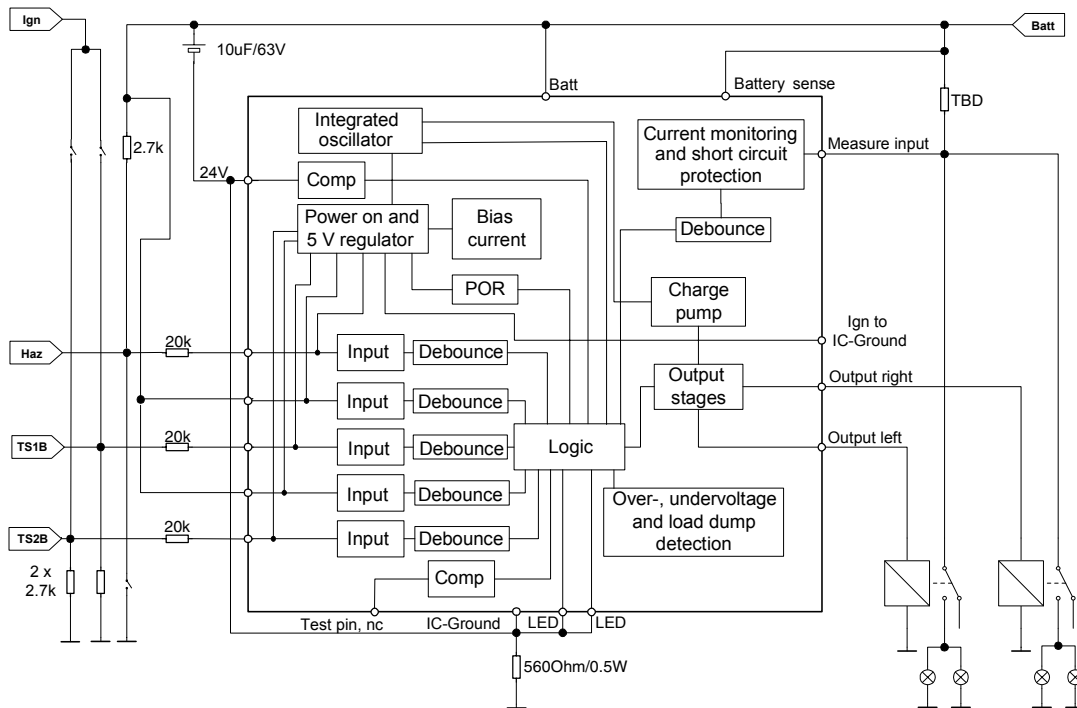 Ign
Batt
10uF/63V
Batt
Battery sense
TBD
Integrated
oscillator
Current monitoring
and short circuit
protection
Measure input
2.7k
24V
Comp
Power on and
5 V regulator
Bias
current
Debounce
POR
Charge
pump
Ign to
IC-Ground
Haz
20k
Input
Debounce
Output
stages
Output right
Input
Debounce
TS1B
20k
Input
Debounce
Logic
Output left
Input
Debounce
Over-, undervoltage
and load dump
detection
TS2B
20k
Input
Debounce
2 x
2.7k
Comp
Test pin, nc
IC-Ground
LED
LED
560Ohm/0.5W